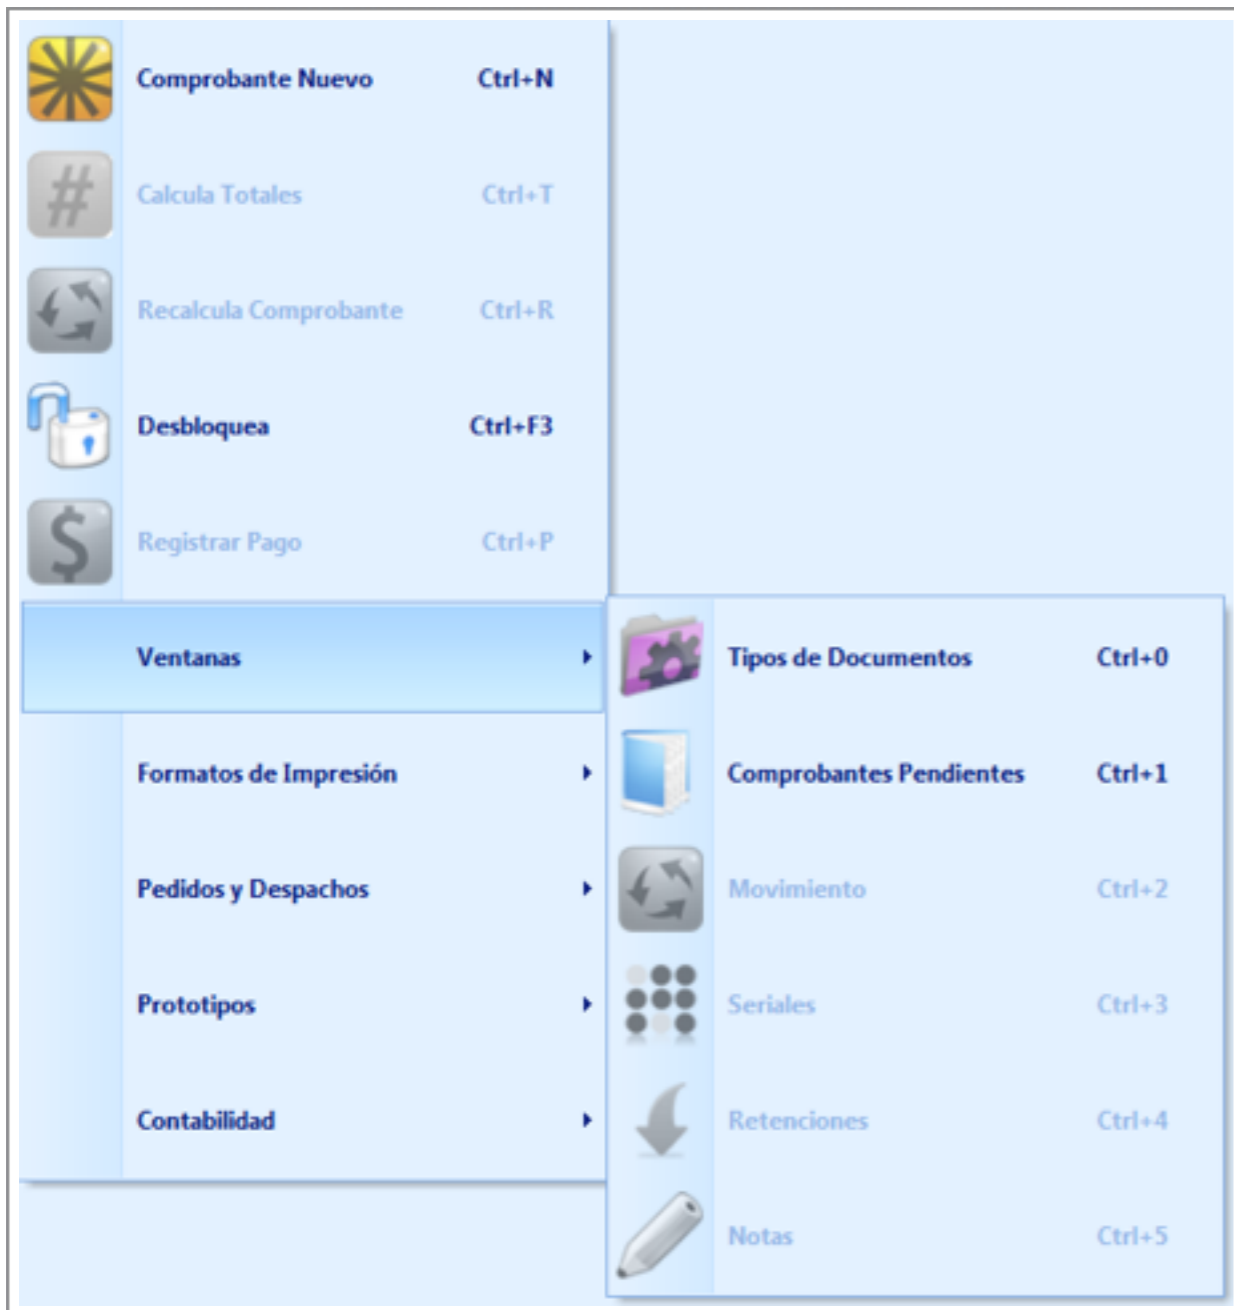 Comprobante Nuevo Ctrl+N
Calcula Totales Ctrl+T
Recalcula Comprobante Ctrl+R
Desbloquea Ctrl+F3
Registrar Pago Ctrl+P
Ventanas
Formatos de Impresión
Pedidos y Despachos
Prototipos
Contabilidad
Tipos de Documentos Ctrl+0
Comprobantes Pendientes Ctrl+1
Movimiento Ctrl+2
Seriales Ctrl+3
Retenciones Ctrl+4
Notas Ctrl+5